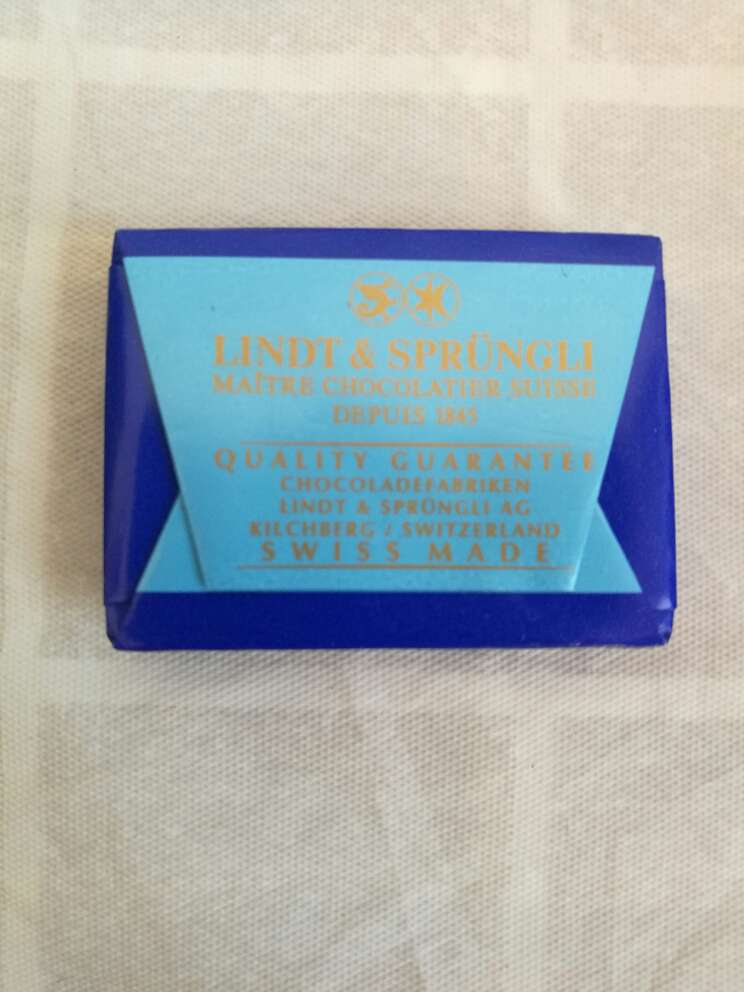 LINDT & SPRÜNGLI
MAÎTRE CHOCOLATIER SUISSE
DEPUIS 1845
QUALITY GUARANTEE
CHOCOLADEFABRIKEN
LINDT & SPRÜNGLI AG
KILCHBERG / SWITZERLAND
SWISS MADE